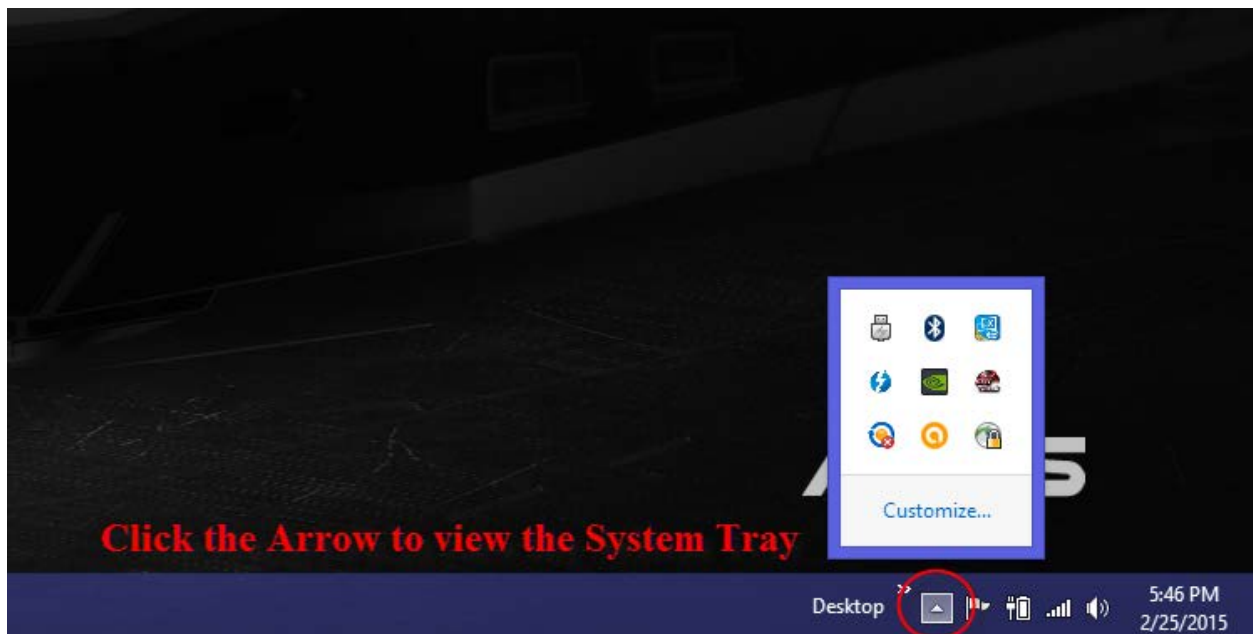 Customize...
Click the Arrow to view the System Tray
Desktop
5:46 PM
2/25/2015